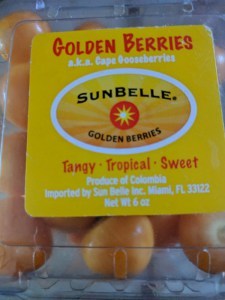 GOLDEN BERRIES
a.k.a. Cape Gooseberries
SUNBELLE®
GOLDEN BERRIES
Tangy · Tropical · Sweet
Produce of Colombia
Imported by Sun Belle Inc. Miami, FL 33122
Net Wt 6 oz